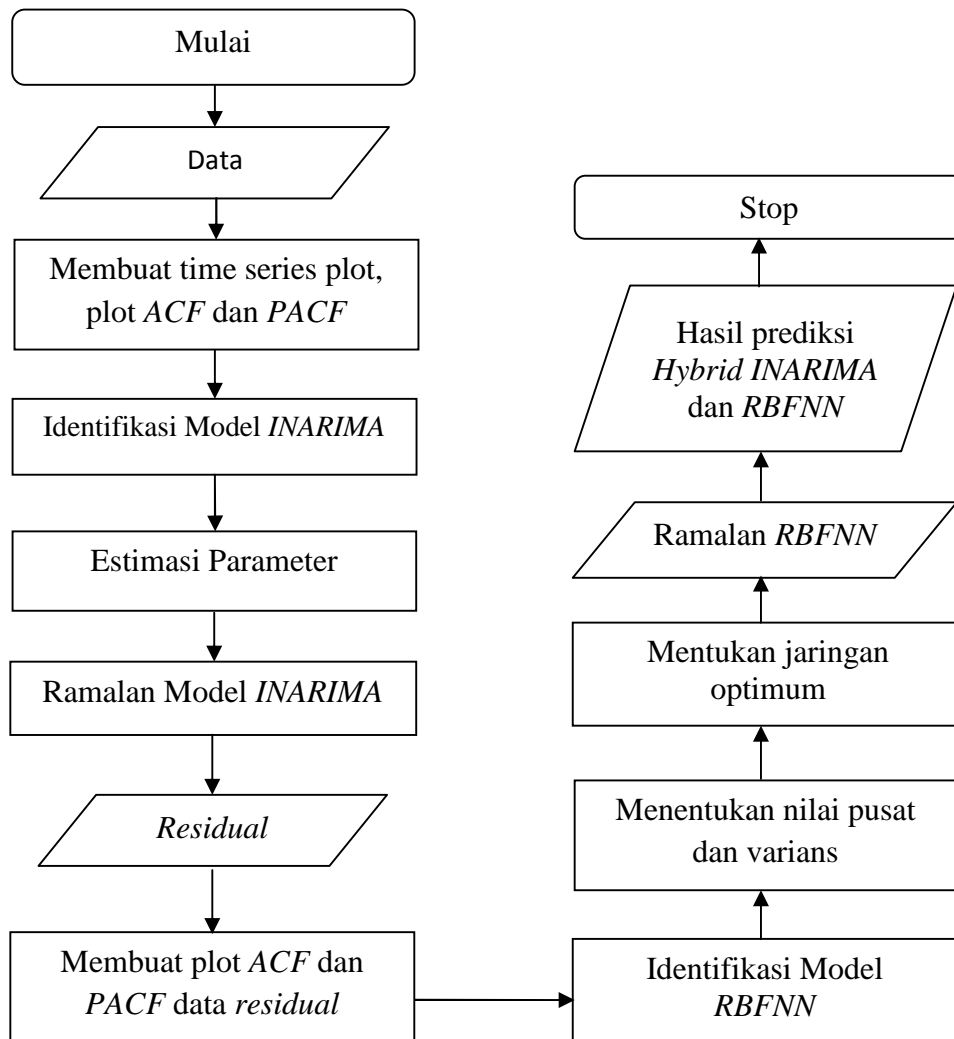 Mulai
Data
Membuat time series plot,
plot ACF dan PACF
Identifikasi Model INARIMA
Estimasi Parameter
Ramalan Model INARIMA
Residual
Membuat plot ACF dan
PACF data residual
Identifikasi Model
RBFNN
Menentukan nilai pusat
dan varians
Mentukan jaringan
optimum
Ramalan RBFNN
Hasil prediksi
Hybrid INARIMA
dan RBFNN
Stop